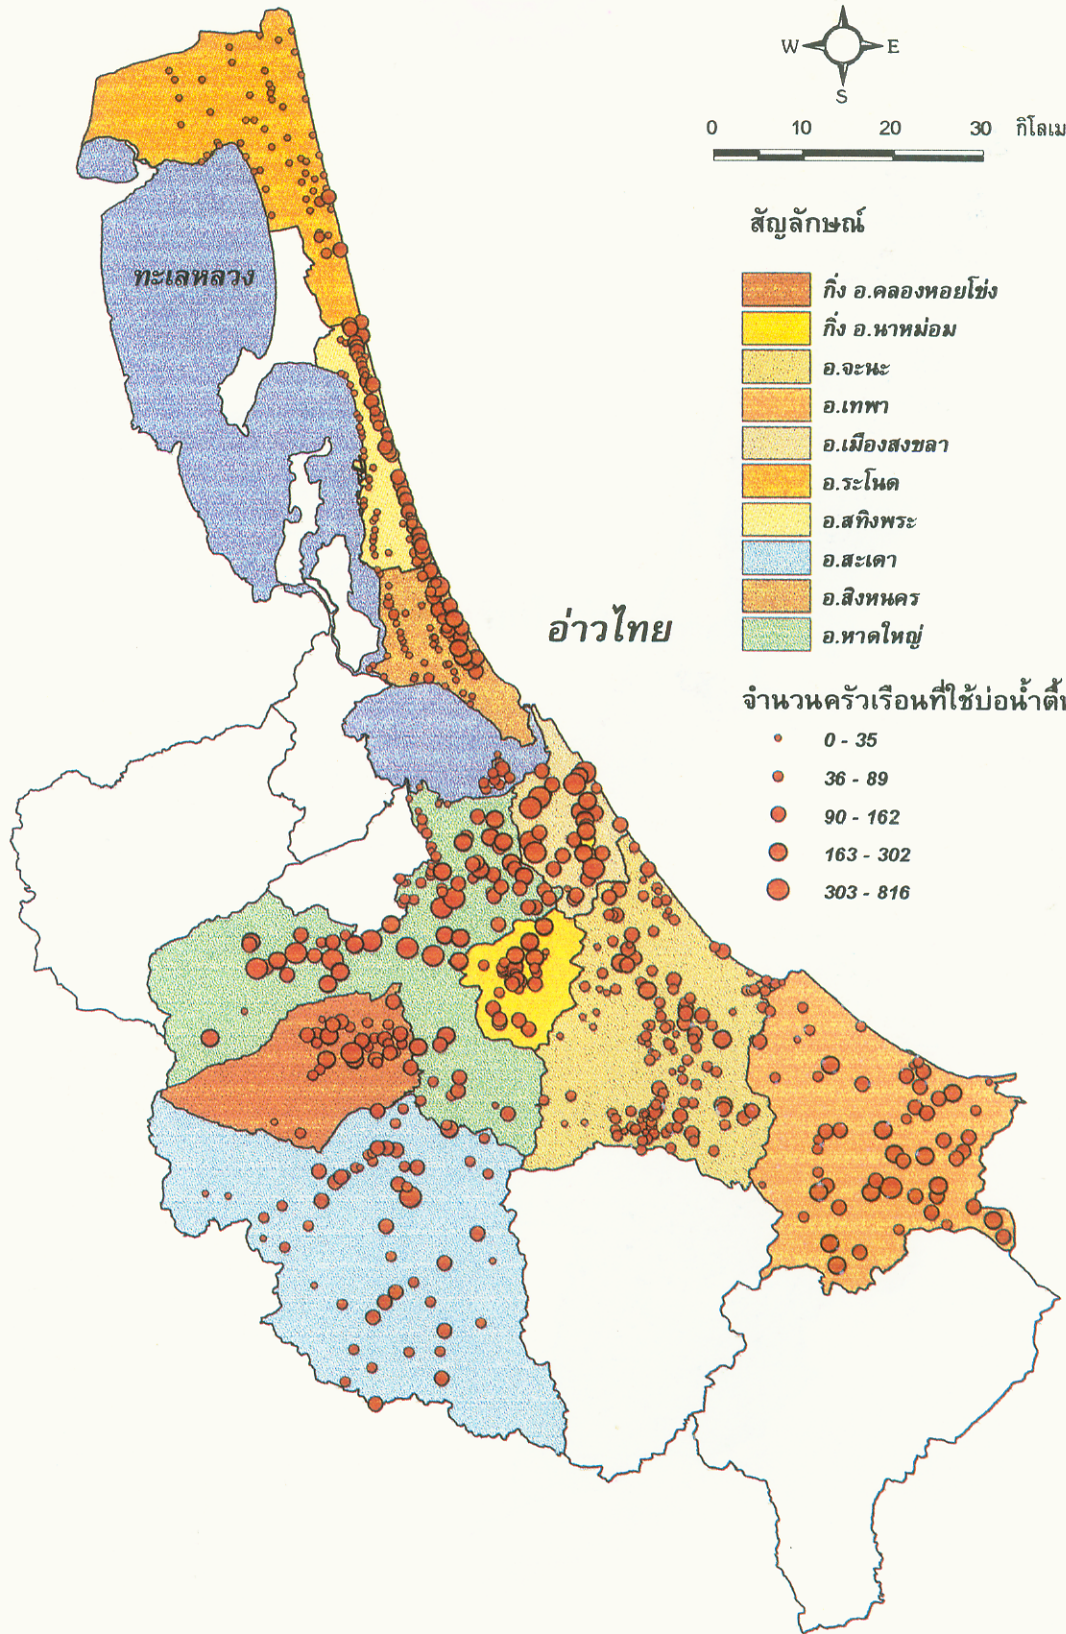 W E
S
0 10 20 30 กิโลเม
สัญลักษณ์
ทะเลหลวง
กิ่ง อ.คลองหอยโข่ง
กิ่ง อ.นาหม่อม
อ.จะนะ
อ.เทพา
อ.เมืองสงขลา
อ.ระโนด
อ.สทิงพระ
อ.สะเดา
อ.สิงหนคร
อ.หาดใหญ่
อ่าวไทย
จำนวนครัวเรือนที่ใช้บ่อน้ำตื้น
0 - 35
36 - 89
90 - 162
163 - 302
303 - 816